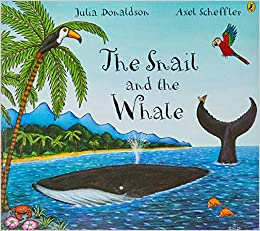 Julia Donaldson Axel Scheffler
The Snail
and the
Whale